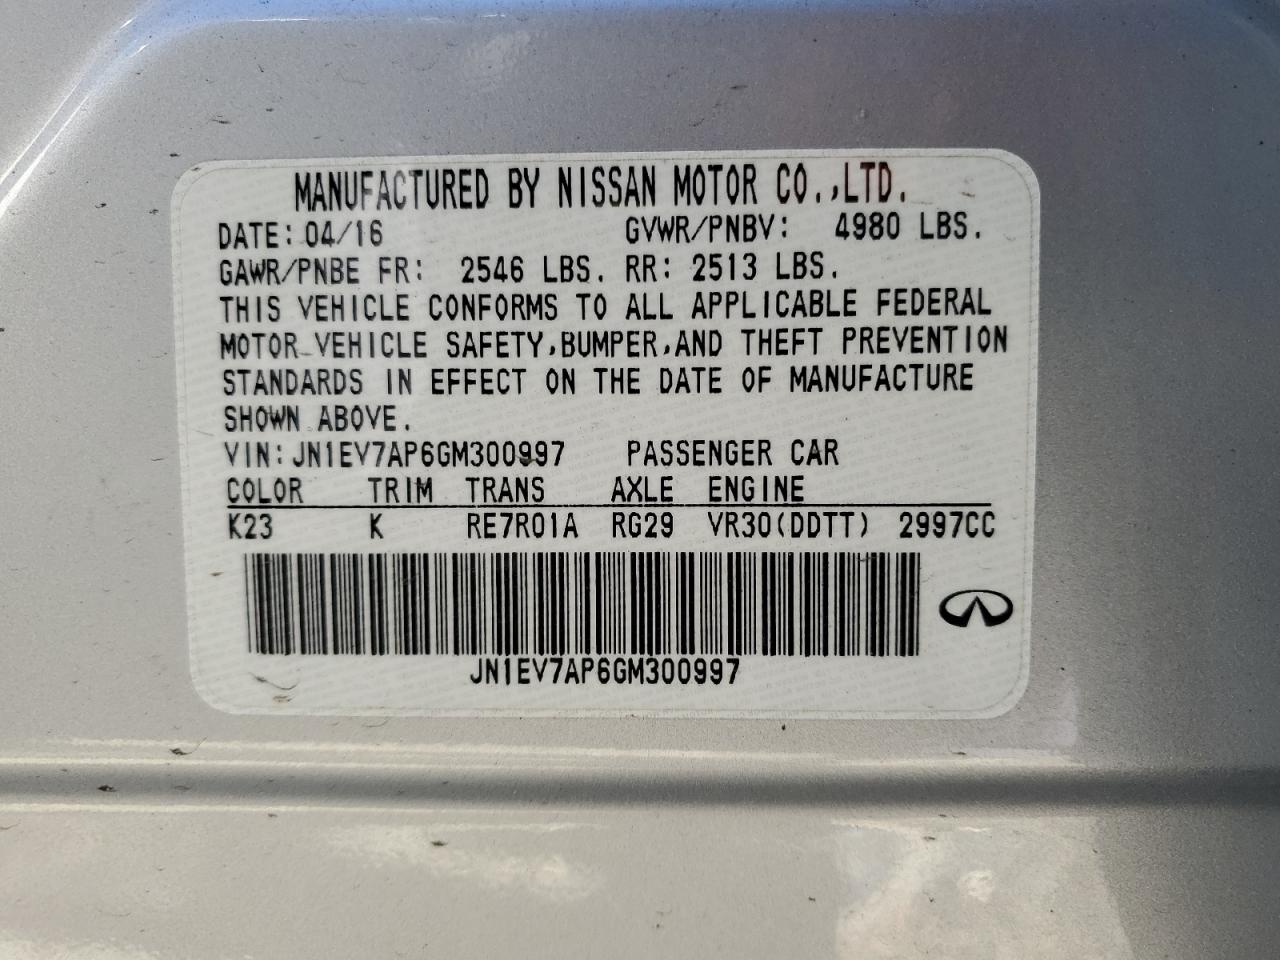 MANUFACTURED BY NISSAN MOTOR CO.,LTD.
DATE: 04/16 GVWR/PNBV: 4980 LBS.
GAWR/PNBE FR: 2546 LBS. RR: 2513 LBS.
THIS VEHICLE CONFORMS TO ALL APPLICABLE FEDERAL
MOTOR VEHICLE SAFETY,BUMPER,AND THEFT PREVENTION
STANDARDS IN EFFECT ON THE DATE OF MANUFACTURE
SHOWN ABOVE.
VIN:JN1EV7AP6GM300997 PASSENGER CAR
COLOR TRIM TRANS AXLE ENGINE
K23 K RE7R01A RG29 VR30(DDTT) 2997CC
JN1EV7AP6GM300997